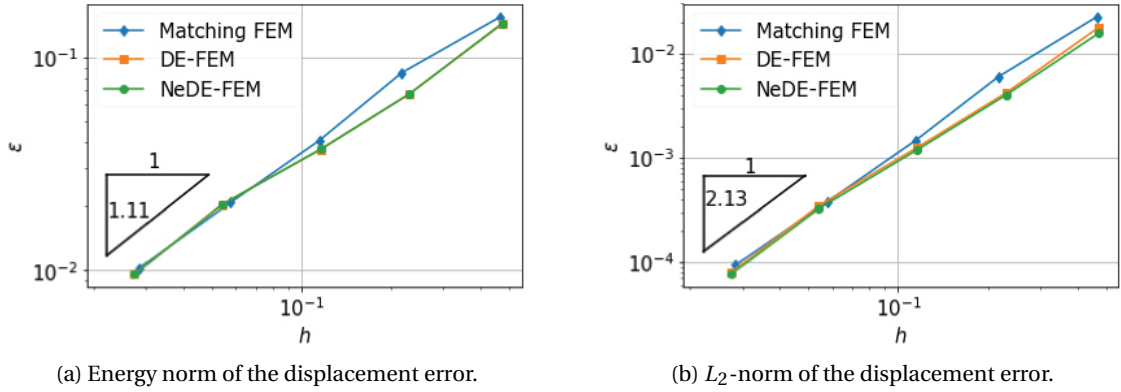 Matching FEM
DE-FEM
NeDE-FEM
10⁻¹
ε
1
1.11
10⁻²
10⁻¹
h
(a) Energy norm of the displacement error.
Matching FEM
DE-FEM
NeDE-FEM
10⁻²
ε
10⁻³
1
2.13
10⁻⁴
10⁻¹
h
(b) L₂-norm of the displacement error.